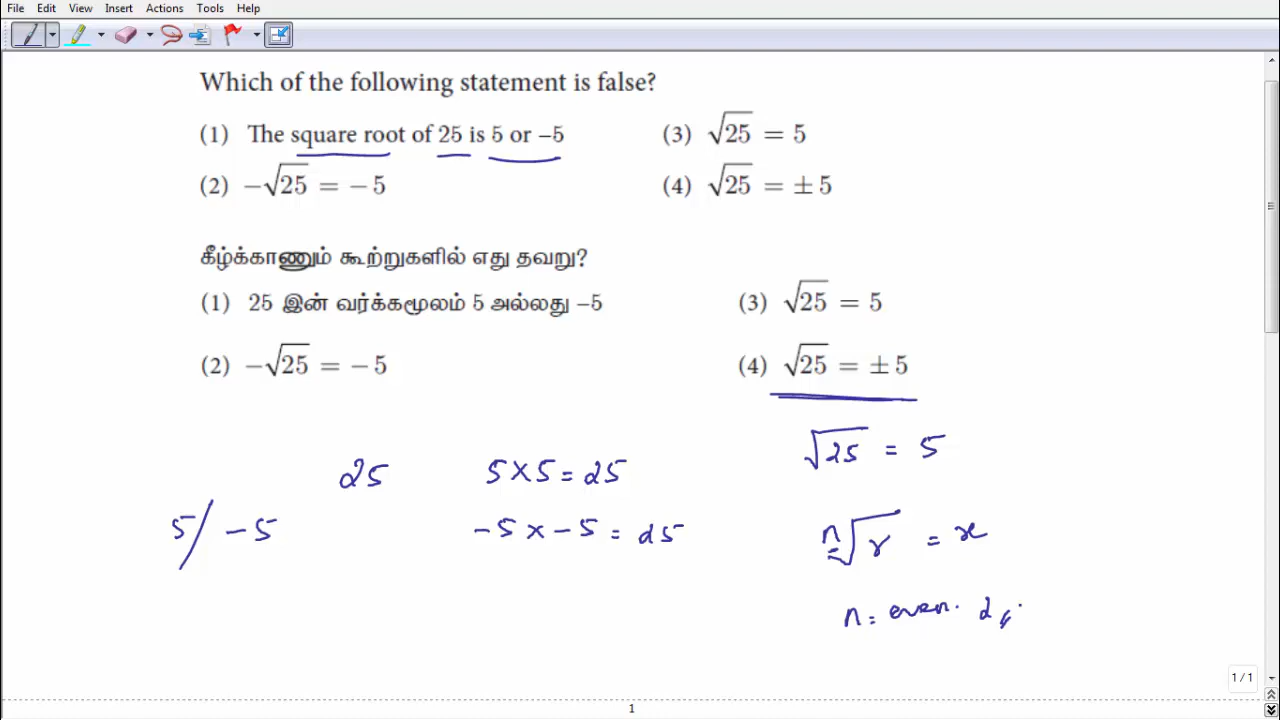 File Edit View Insert Actions Tools Help
Which of the following statement is false?
(1) The square root of 25 is 5 or –5 (3) √25 = 5
(2) –√25 = – 5 (4) √25 = ± 5
கீழ்க்காணும் கூற்றுகளில் எது தவறு?
(1) 25 இன் வர்க்கமூலம் 5 அல்லது –5 (3) √25 = 5
(2) –√25 = – 5 (4) √25 = ± 5
√25 = 5
25 5×5=25
5/ –5 –5 × –5 = 25
ⁿ√r = x
n = even. 2,
1 / 1
1